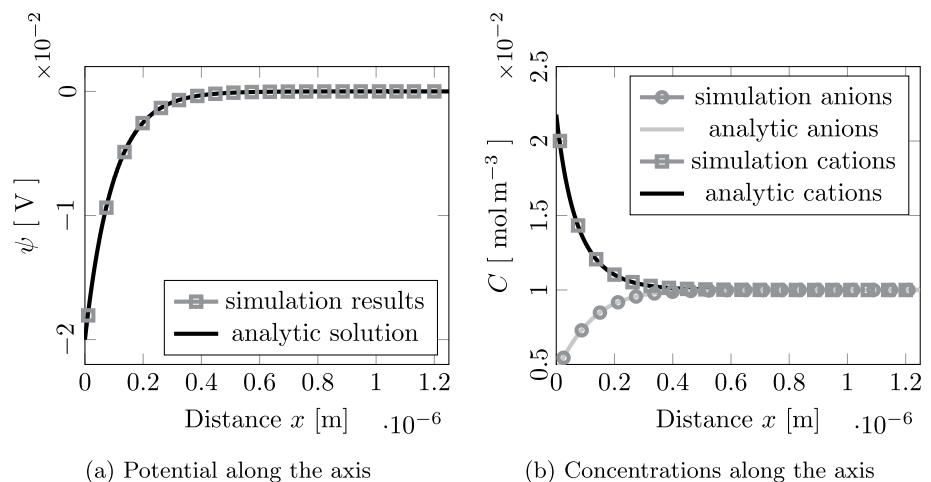 ×10⁻²
0
−1
−2
ψ [ V ]
simulation results
analytic solution
0 0.2 0.4 0.6 0.8 1 1.2
Distance x [m] ·10⁻⁶
(a) Potential along the axis
×10⁻²
2.5
2
1.5
1
0.5
C [ mol m⁻³ ]
simulation anions
analytic anions
simulation cations
analytic cations
0 0.2 0.4 0.6 0.8 1 1.2
Distance x [m] ·10⁻⁶
(b) Concentrations along the axis